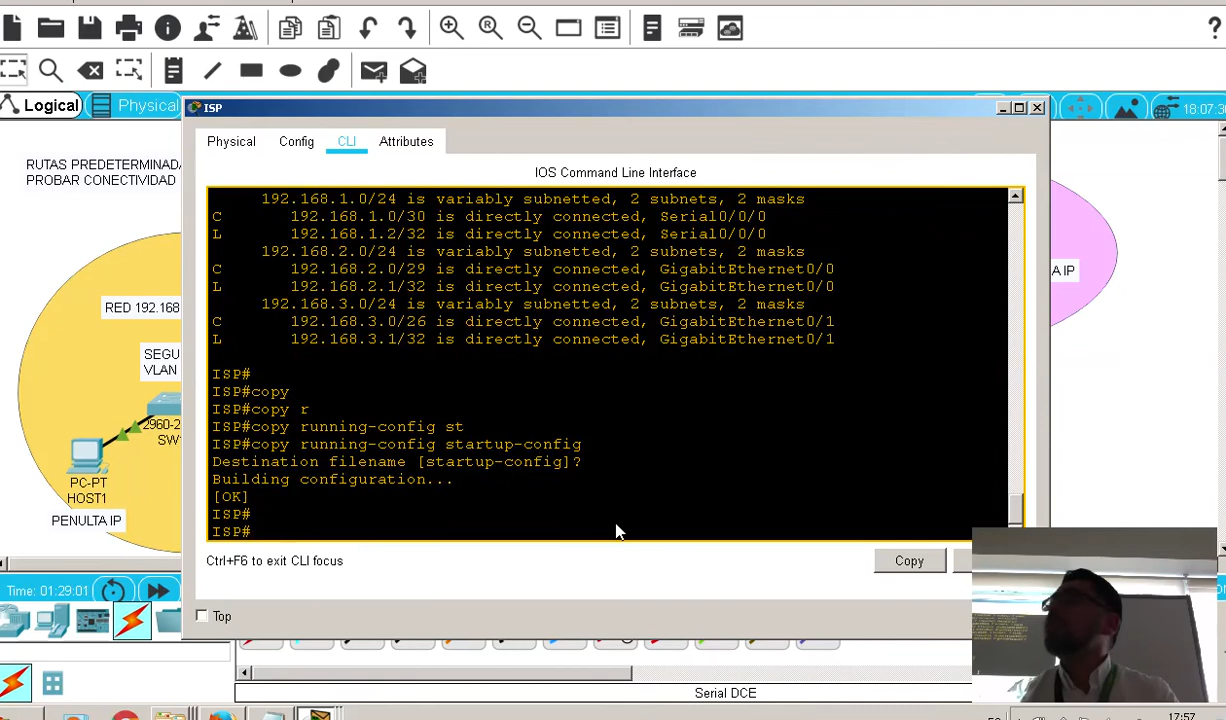 Logical
Physical
18:07:3
ISP
Physical
Config
CLI
Attributes
IOS Command Line Interface
192.168.1.0/24 is variably subnetted, 2 subnets, 2 masks
C 192.168.1.0/30 is directly connected, Serial0/0/0
L 192.168.1.2/32 is directly connected, Serial0/0/0
192.168.2.0/24 is variably subnetted, 2 subnets, 2 masks
C 192.168.2.0/29 is directly connected, GigabitEthernet0/0
L 192.168.2.1/32 is directly connected, GigabitEthernet0/0
192.168.3.0/24 is variably subnetted, 2 subnets, 2 masks
C 192.168.3.0/26 is directly connected, GigabitEthernet0/1
L 192.168.3.1/32 is directly connected, GigabitEthernet0/1
ISP#
ISP#copy
ISP#copy r
ISP#copy running-config st
ISP#copy running-config startup-config
Destination filename [startup-config]?
Building configuration...
[OK]
ISP#
ISP#
Ctrl+F6 to exit CLI focus
Copy
Top
RUTAS PREDETERMINADA
PROBAR CONECTIVIDAD
RED 192.168
SEGU
VLAN
2960-2
SW
PC-PT
HOST1
PENULTA IP
A IP
Time: 01:29:01
Serial DCE
17:57